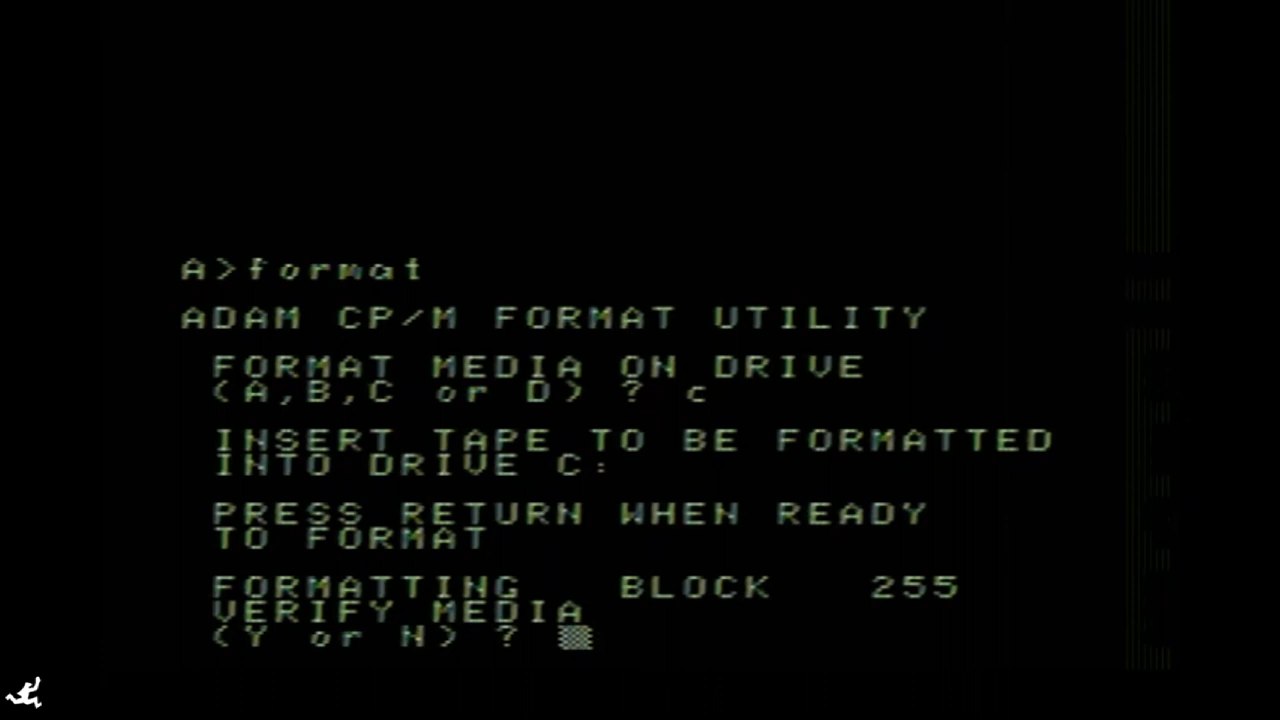 A>format
ADAM CP/M FORMAT UTILITY
FORMAT MEDIA ON DRIVE
(A,B,C or D) ? c
INSERT TAPE TO BE FORMATTED
INTO DRIVE C:
PRESS RETURN WHEN READY
TO FORMAT
FORMATTING BLOCK 255
VERIFY MEDIA
(Y or N) ?